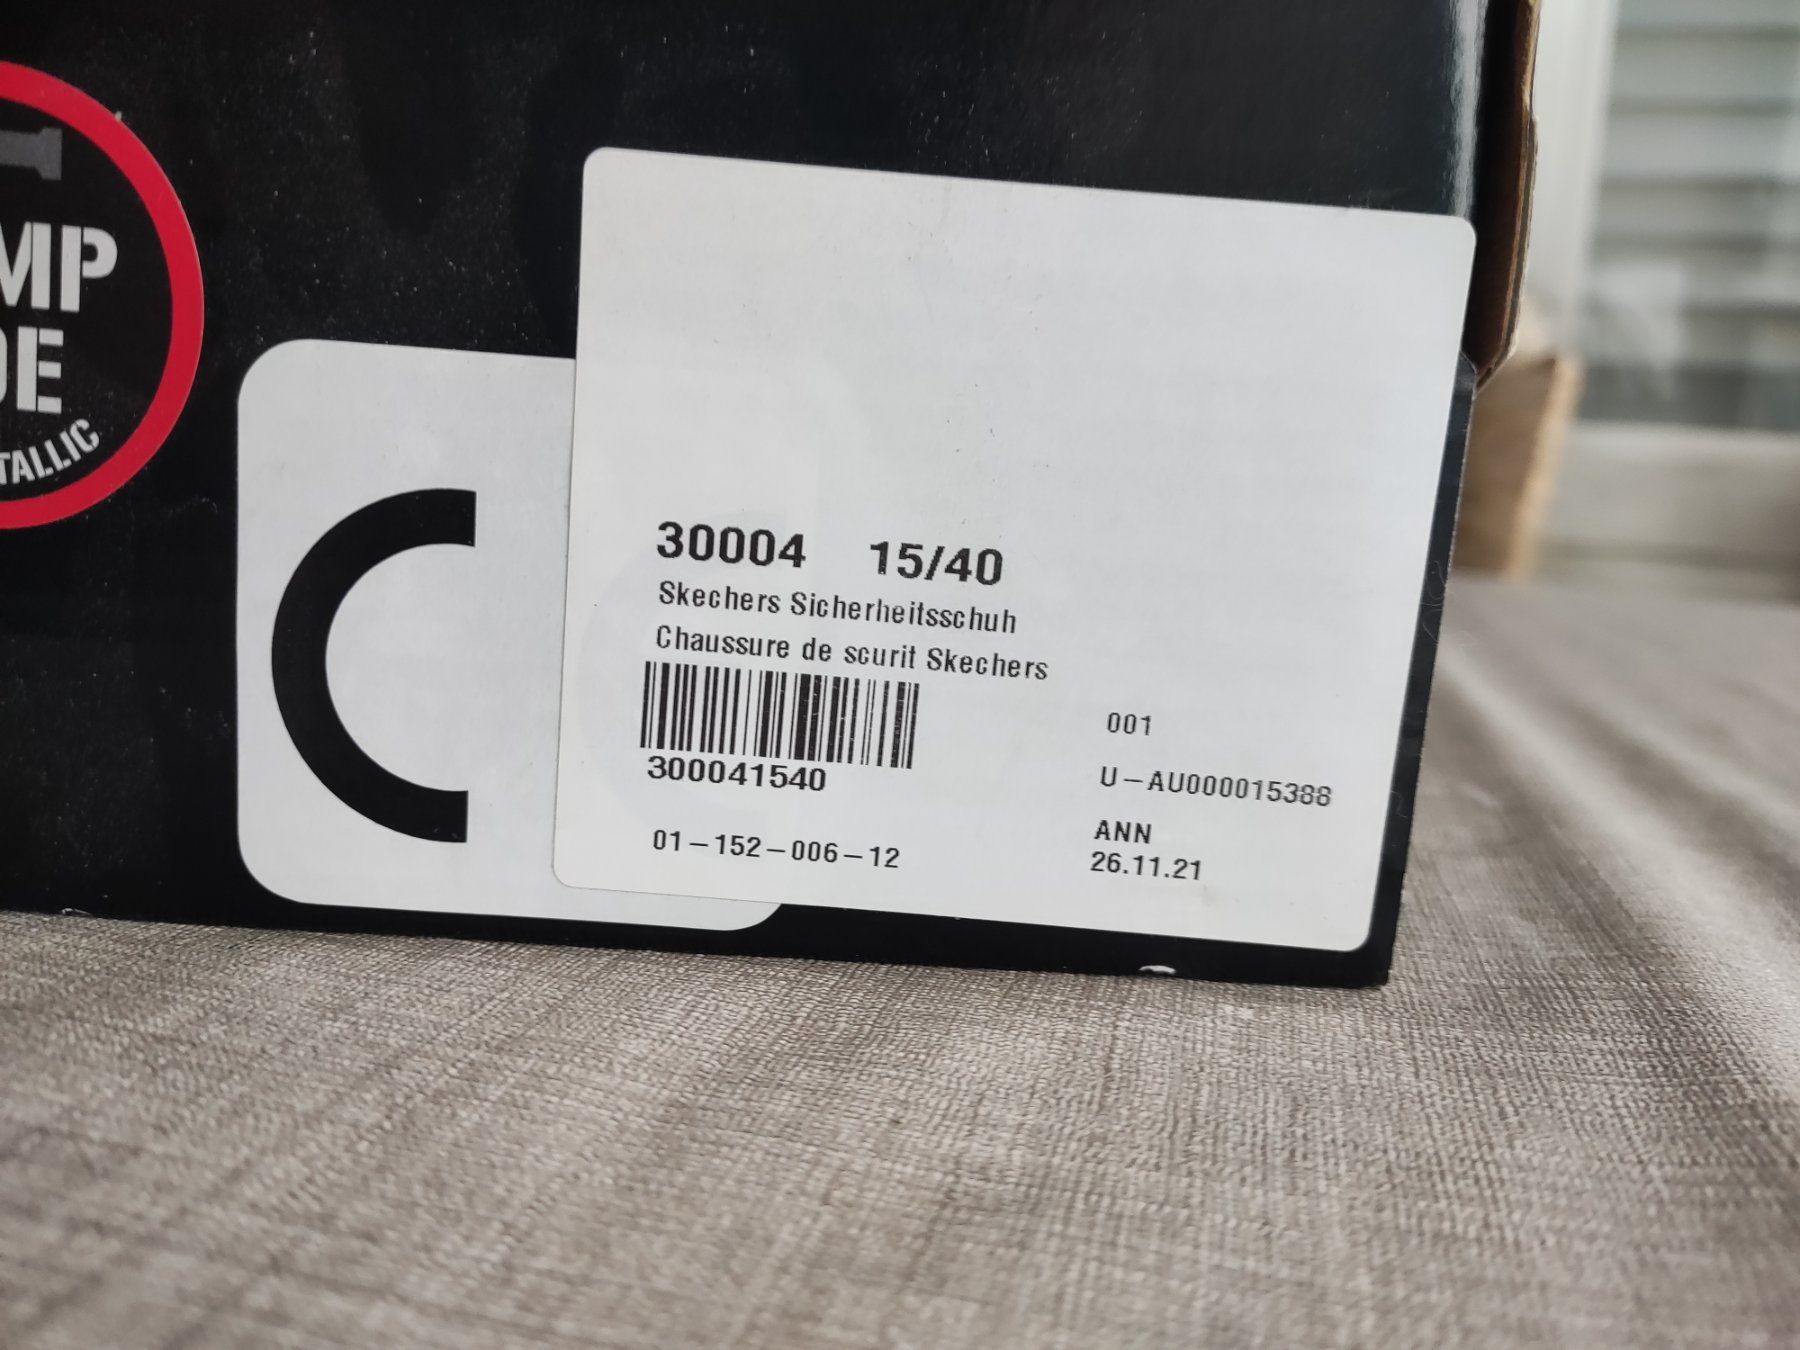 MP
DE
TALLIC
C
30004 15/40
Skechers Sicherheitsschuh
Chaussure de scurit Skechers
300041540
01-152-006-12
001
U-AU000015388
ANN
26.11.21